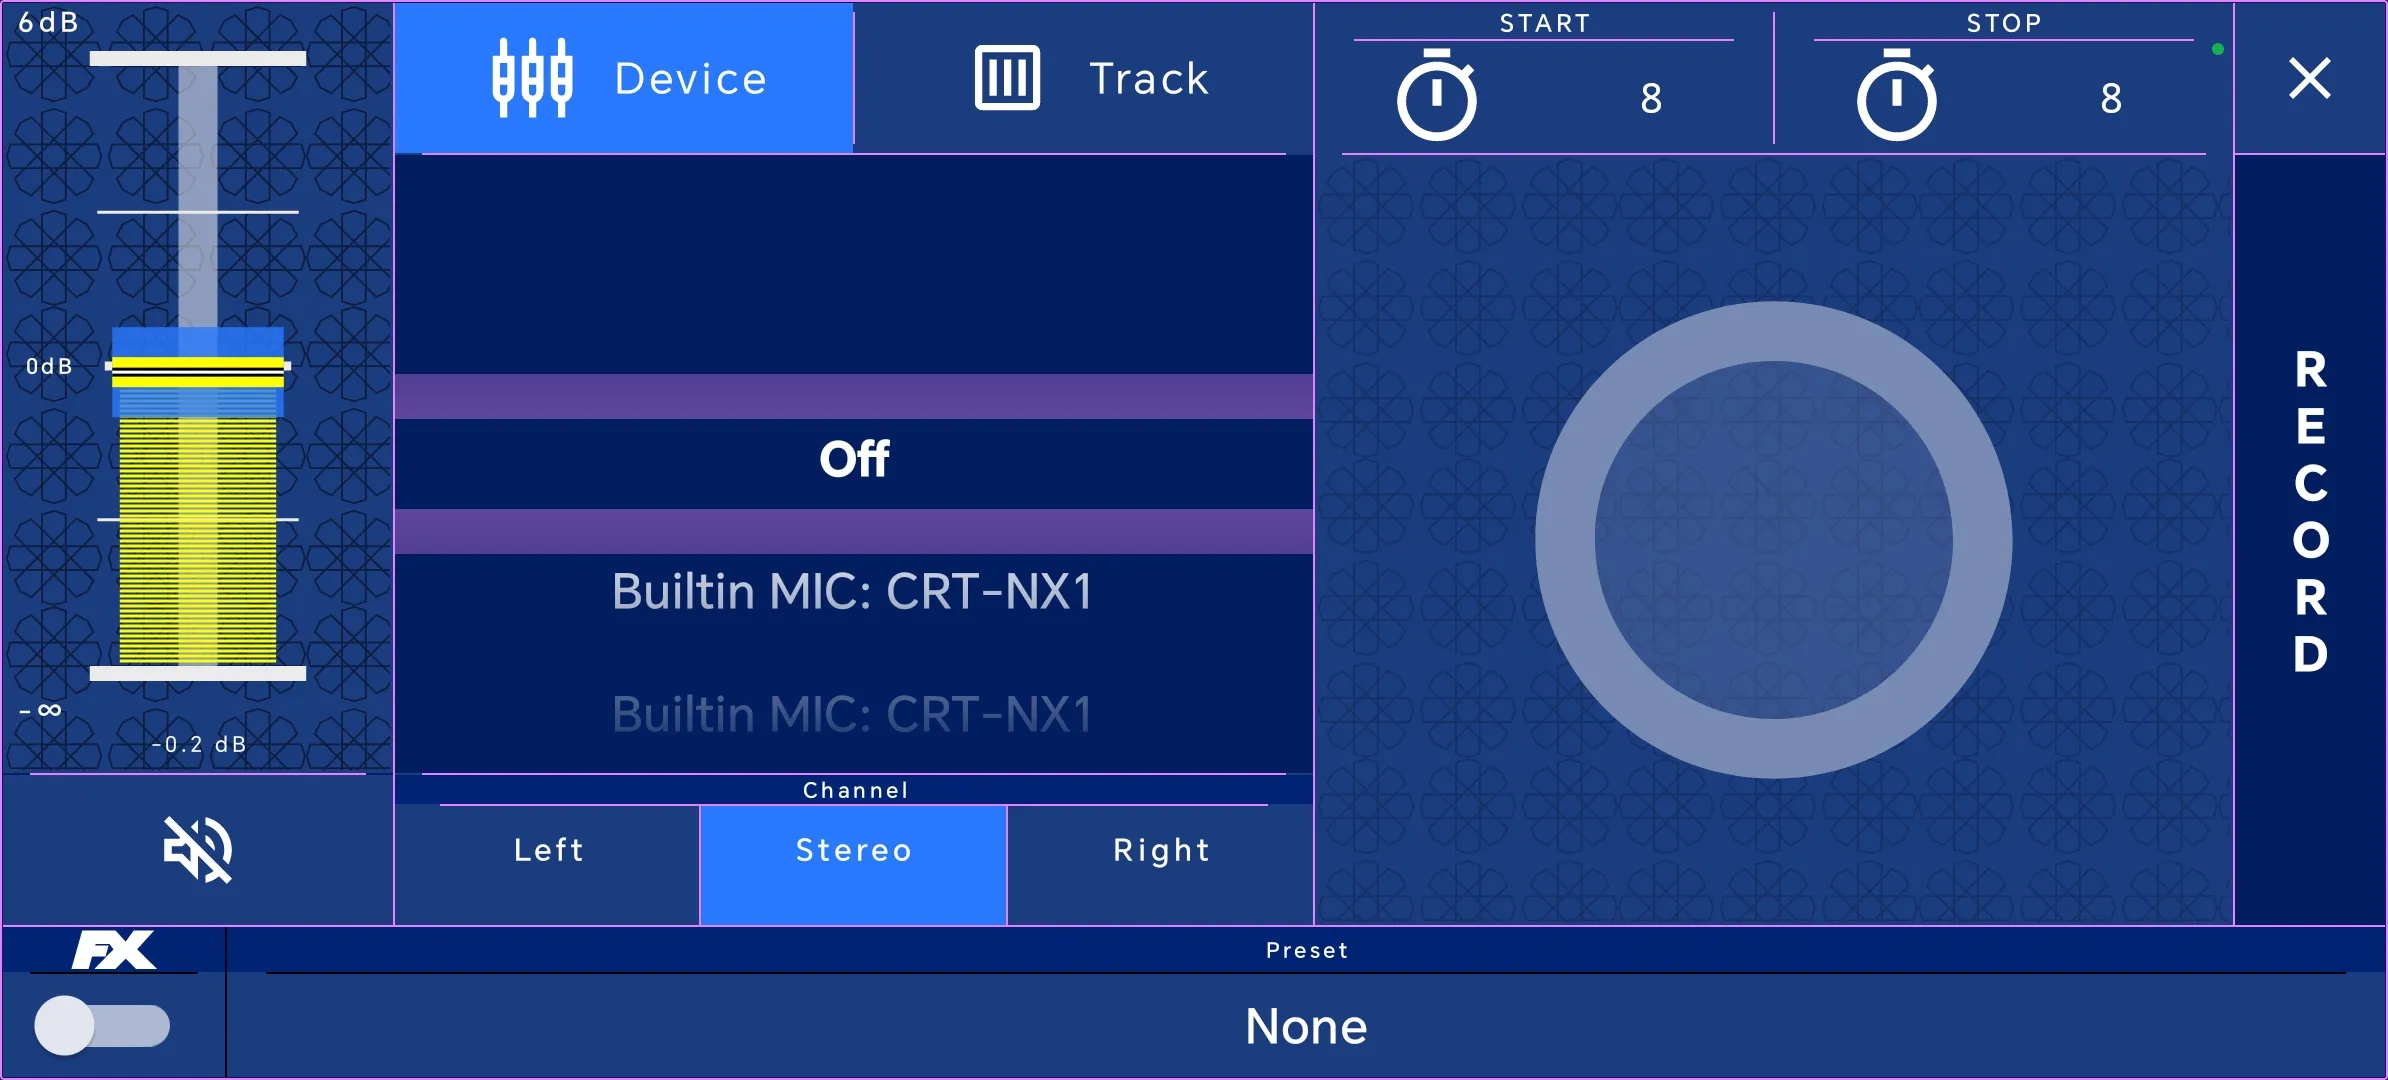 6dB
0dB
-∞
-0.2 dB
Device
Track
Off
Builtin MIC: CRT-NX1
Builtin MIC: CRT-NX1
Channel
Left
Stereo
Right
START
8
STOP
8
RECORD
FX
Preset
None